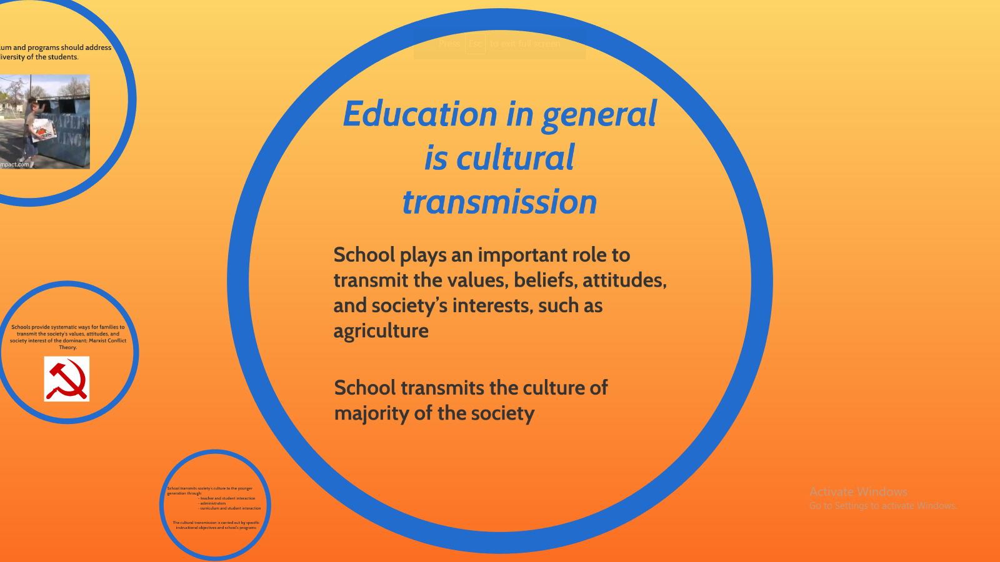 Press Esc to exit full screen
Education in general
is cultural
transmission
School plays an important role to
transmit the values, beliefs, attitudes,
and society’s interests, such as
agriculture
School transmits the culture of
majority of the society
and programs should address
of the students.
Schools provide systematic ways for families to
transmit the society's values, attitudes, and
society interest of the dominant; Marxist Conflict
Theory.
School transmits society's culture to the younger
generation through:
- teacher and student interaction
- administrators
- curriculum and student interaction
The cultural transmission is carried out by specific
instructional objectives and school's programs
Activate Windows
Go to Settings to activate Windows.